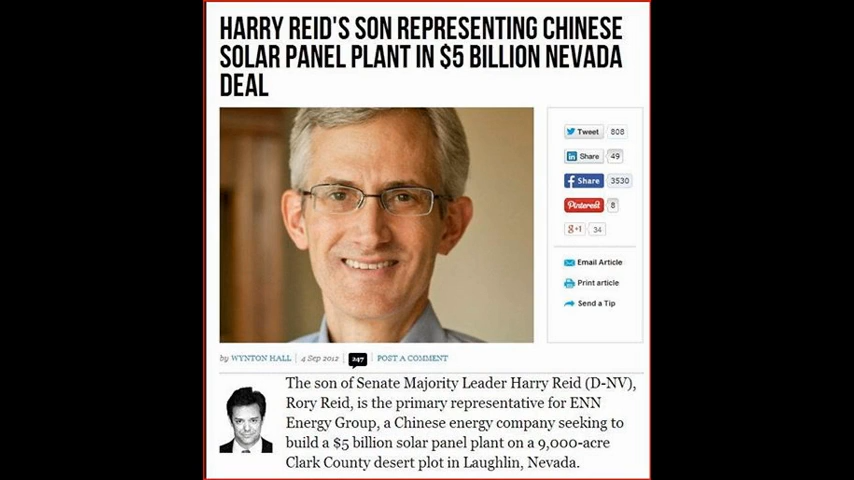 HARRY REID'S SON REPRESENTING CHINESE
SOLAR PANEL PLANT IN $5 BILLION NEVADA
DEAL
Tweet 808
in Share 49
f Share 3530
Pinterest 8
g+1 34
Email Article
Print article
Send a Tip
by WYNTON HALL | 4 Sep 2012 | 247 | POST A COMMENT
The son of Senate Majority Leader Harry Reid (D-NV),
Rory Reid, is the primary representative for ENN
Energy Group, a Chinese energy company seeking to
build a $5 billion solar panel plant on a 9,000-acre
Clark County desert plot in Laughlin, Nevada.